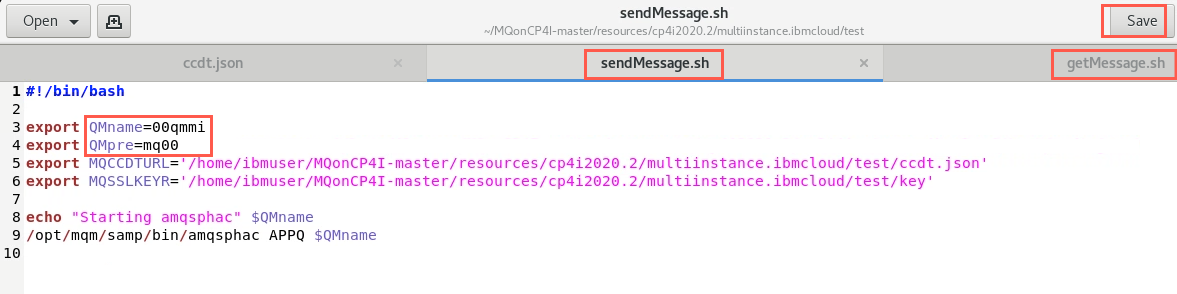 Open
sendMessage.sh
~/MQonCP4I-master/resources/cp4i2020.2/multiinstance.ibmcloud/test
Save
ccdt.json ×
sendMessage.sh ×
getMessage.sh
1 #!/bin/bash
2
3 export QMname=00qmmi
4 export QMpre=mq00
5 export MQCCDTURL='/home/ibmuser/MQonCP4I-master/resources/cp4i2020.2/multiinstance.ibmcloud/test/ccdt.json'
6 export MQSSLKEYR='/home/ibmuser/MQonCP4I-master/resources/cp4i2020.2/multiinstance.ibmcloud/test/key'
7
8 echo "Starting amqsphac" $QMname
9 /opt/mqm/samp/bin/amqsphac APPQ $QMname
10